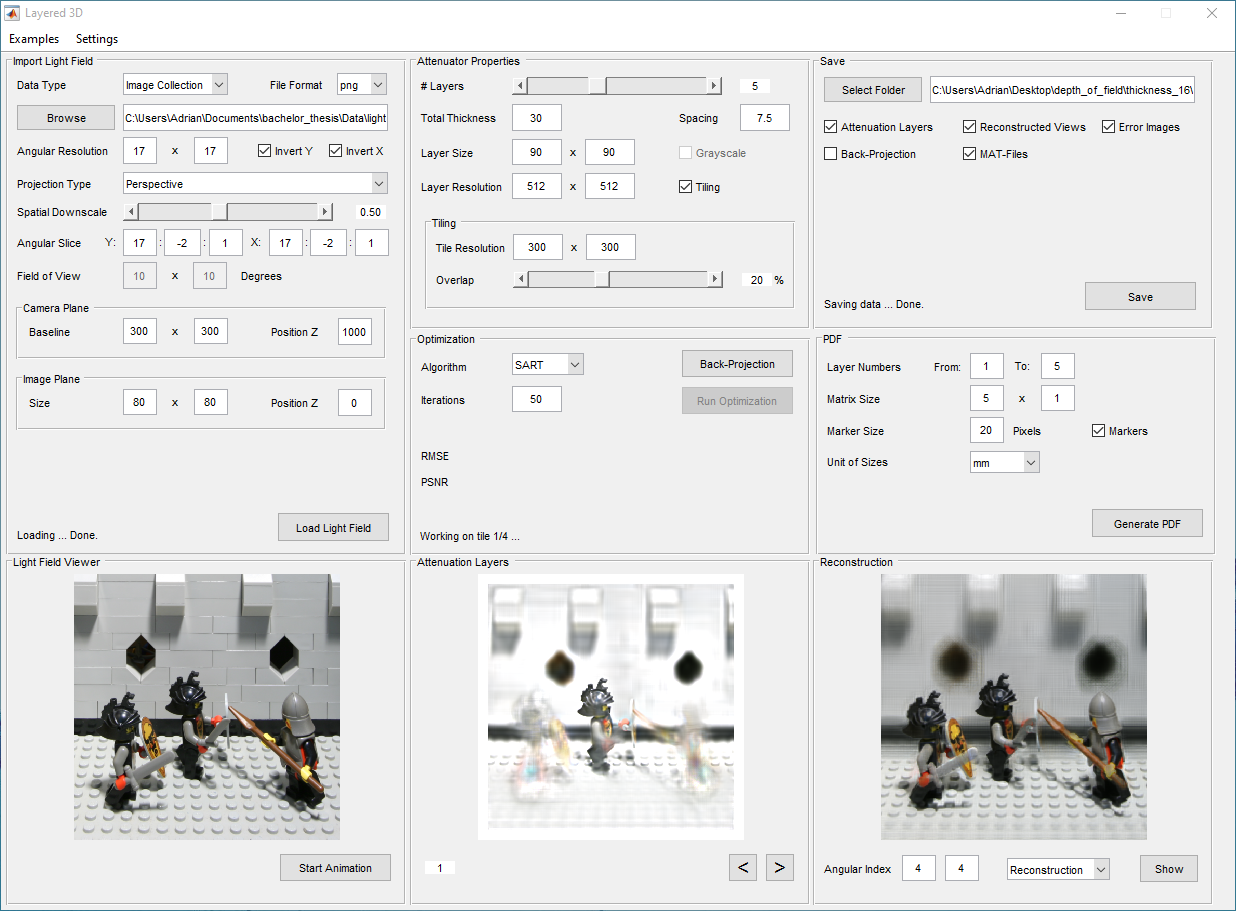 Layered 3D
Examples Settings
Import Light Field
Data Type Image Collection File Format png
Browse C:\Users\Adrian\Documents\bachelor_thesis\Data\light
Angular Resolution 17 x 17 Invert Y Invert X
Projection Type Perspective
Spatial Downscale 0.50
Angular Slice Y: 17 : -2 : 1 X: 17 : -2 : 1
Field of View 10 x 10 Degrees
Camera Plane
Baseline 300 x 300 Position Z 1000
Image Plane
Size 80 x 80 Position Z 0
Loading ... Done. Load Light Field
Attenuator Properties
# Layers 5
Total Thickness 30 Spacing 7.5
Layer Size 90 x 90 Grayscale
Layer Resolution 512 x 512 Tiling
Tiling
Tile Resolution 300 x 300
Overlap 20 %
Save
Select Folder C:\Users\Adrian\Desktop\depth_of_field\thickness_16\
Attenuation Layers Reconstructed Views Error Images
Back-Projection MAT-Files
Saving data ... Done. Save
Optimization
Algorithm SART Back-Projection
Iterations 50 Run Optimization
RMSE
PSNR
Working on tile 1/4 ...
PDF
Layer Numbers From: 1 To: 5
Matrix Size 5 x 1
Marker Size 20 Pixels Markers
Unit of Sizes mm
Generate PDF
Light Field Viewer
Start Animation
Attenuation Layers
1 < >
Reconstruction
Angular Index 4 4 Reconstruction Show